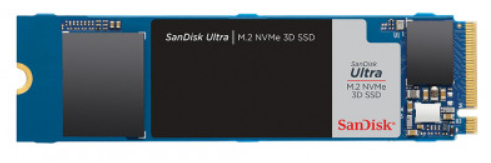 SanDisk Ultra | M.2 NVMe 3D SSD
SanDisk
Ultra
M.2 NVMe
3D SSD
SanDisk